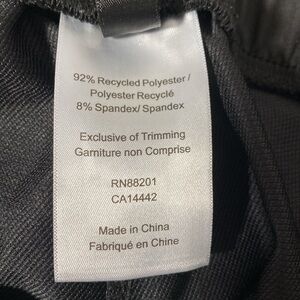 92% Recycled Polyester /
Polyester Recyclé
8% Spandex/ Spandex
Exclusive of Trimming
Garniture non Comprise
RN88201
CA14442
Made in China
Fabriqué en Chine